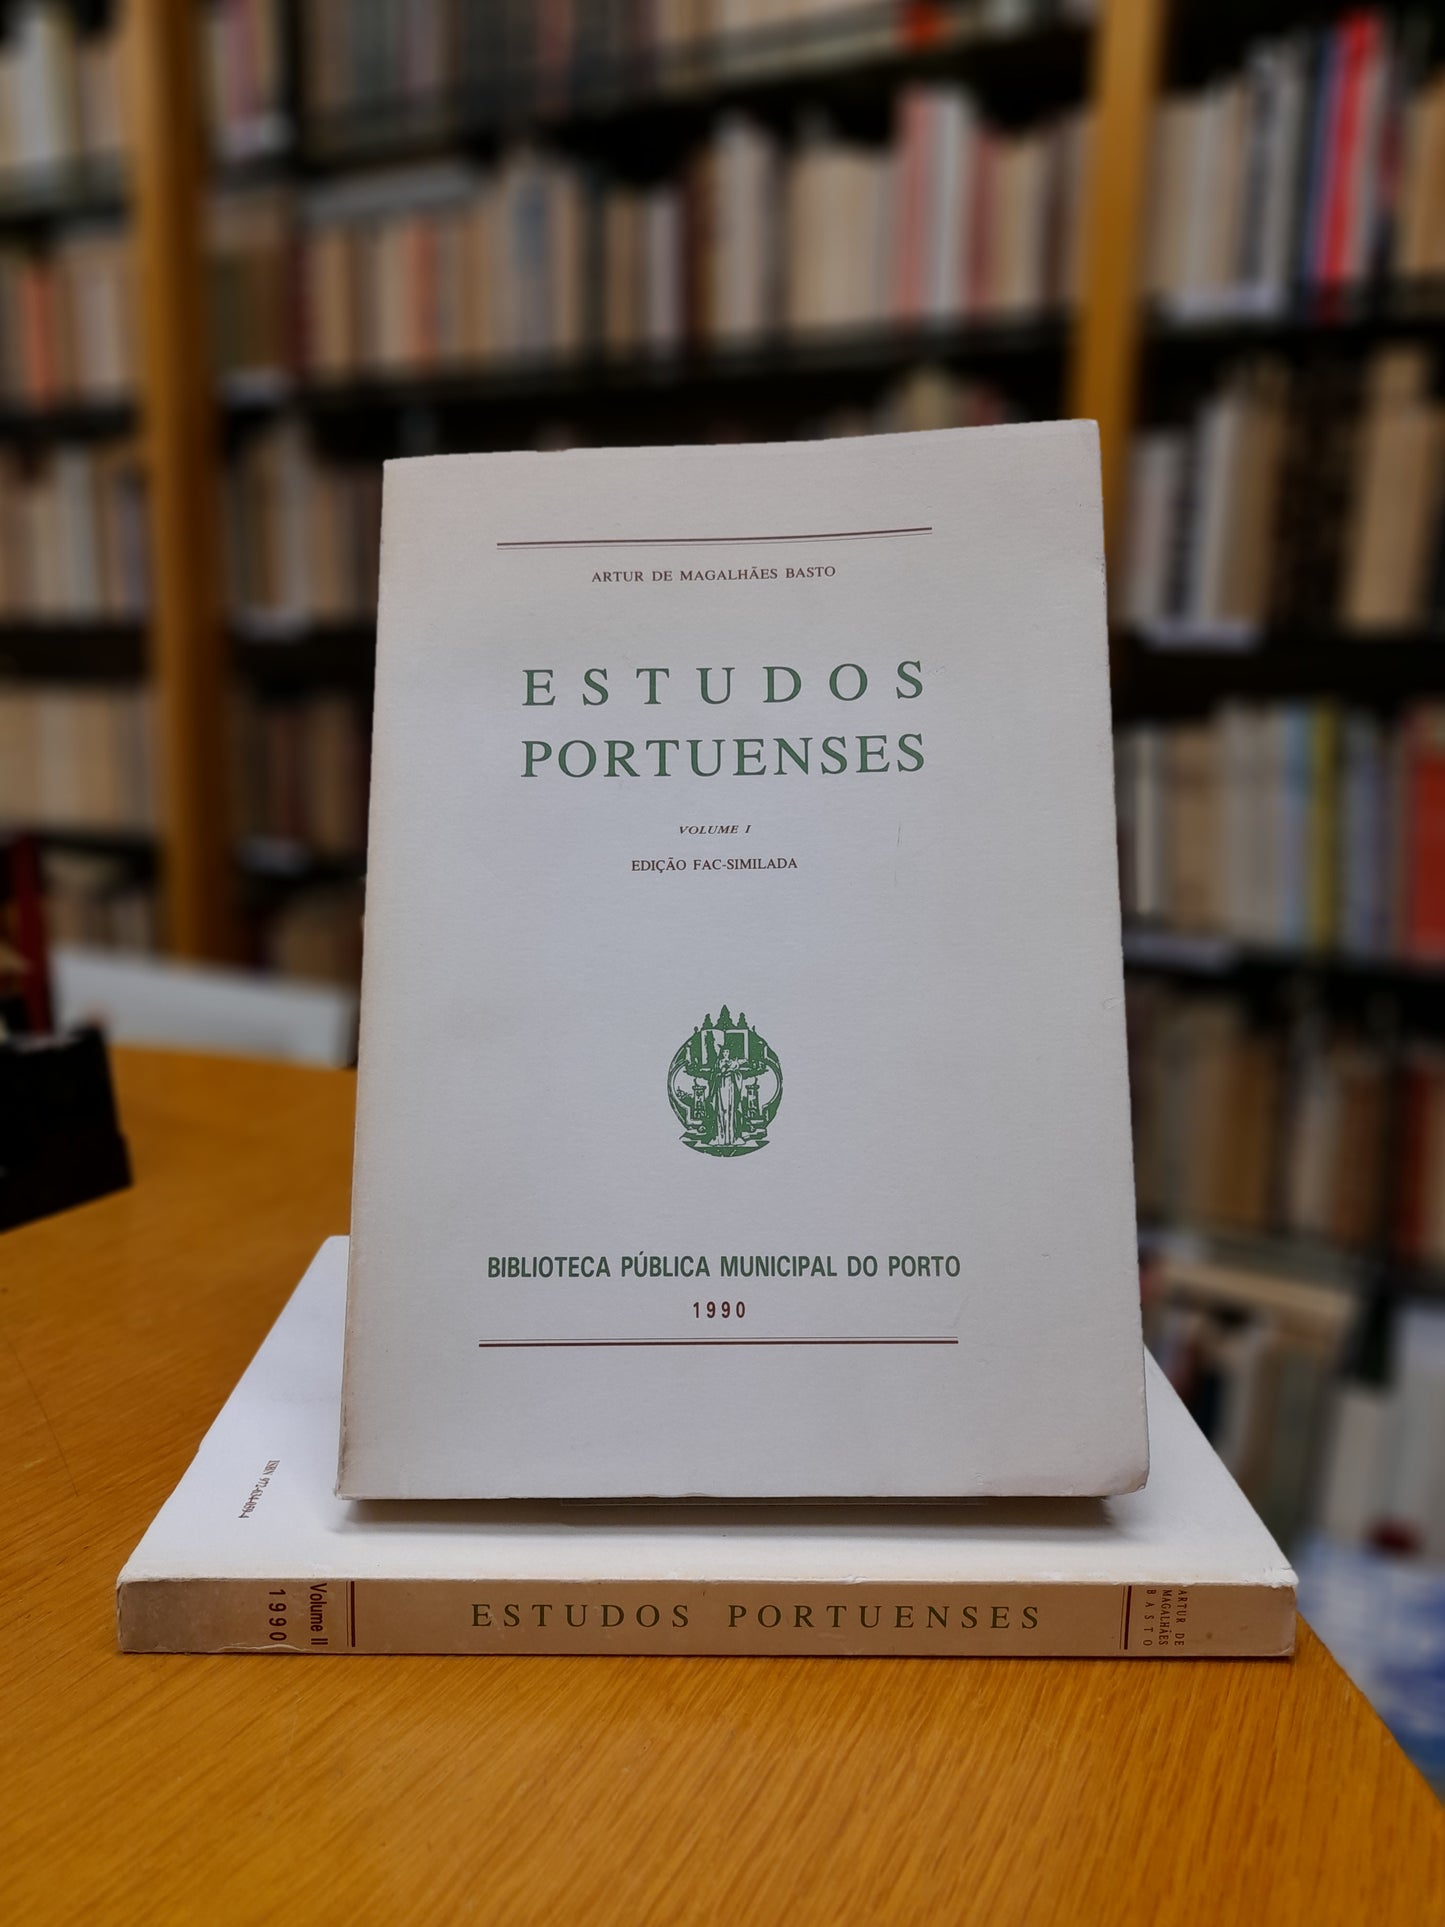 ARTUR DE MAGALHÃES BASTO
ESTUDOS
PORTUENSES
VOLUME I
EDIÇÃO FAC-SIMILADA
BIBLIOTECA PÚBLICA MUNICIPAL DO PORTO
1990
Volume II
1990
ESTUDOS PORTUENSES
ARTUR DE
MAGALHÃES
BASTO